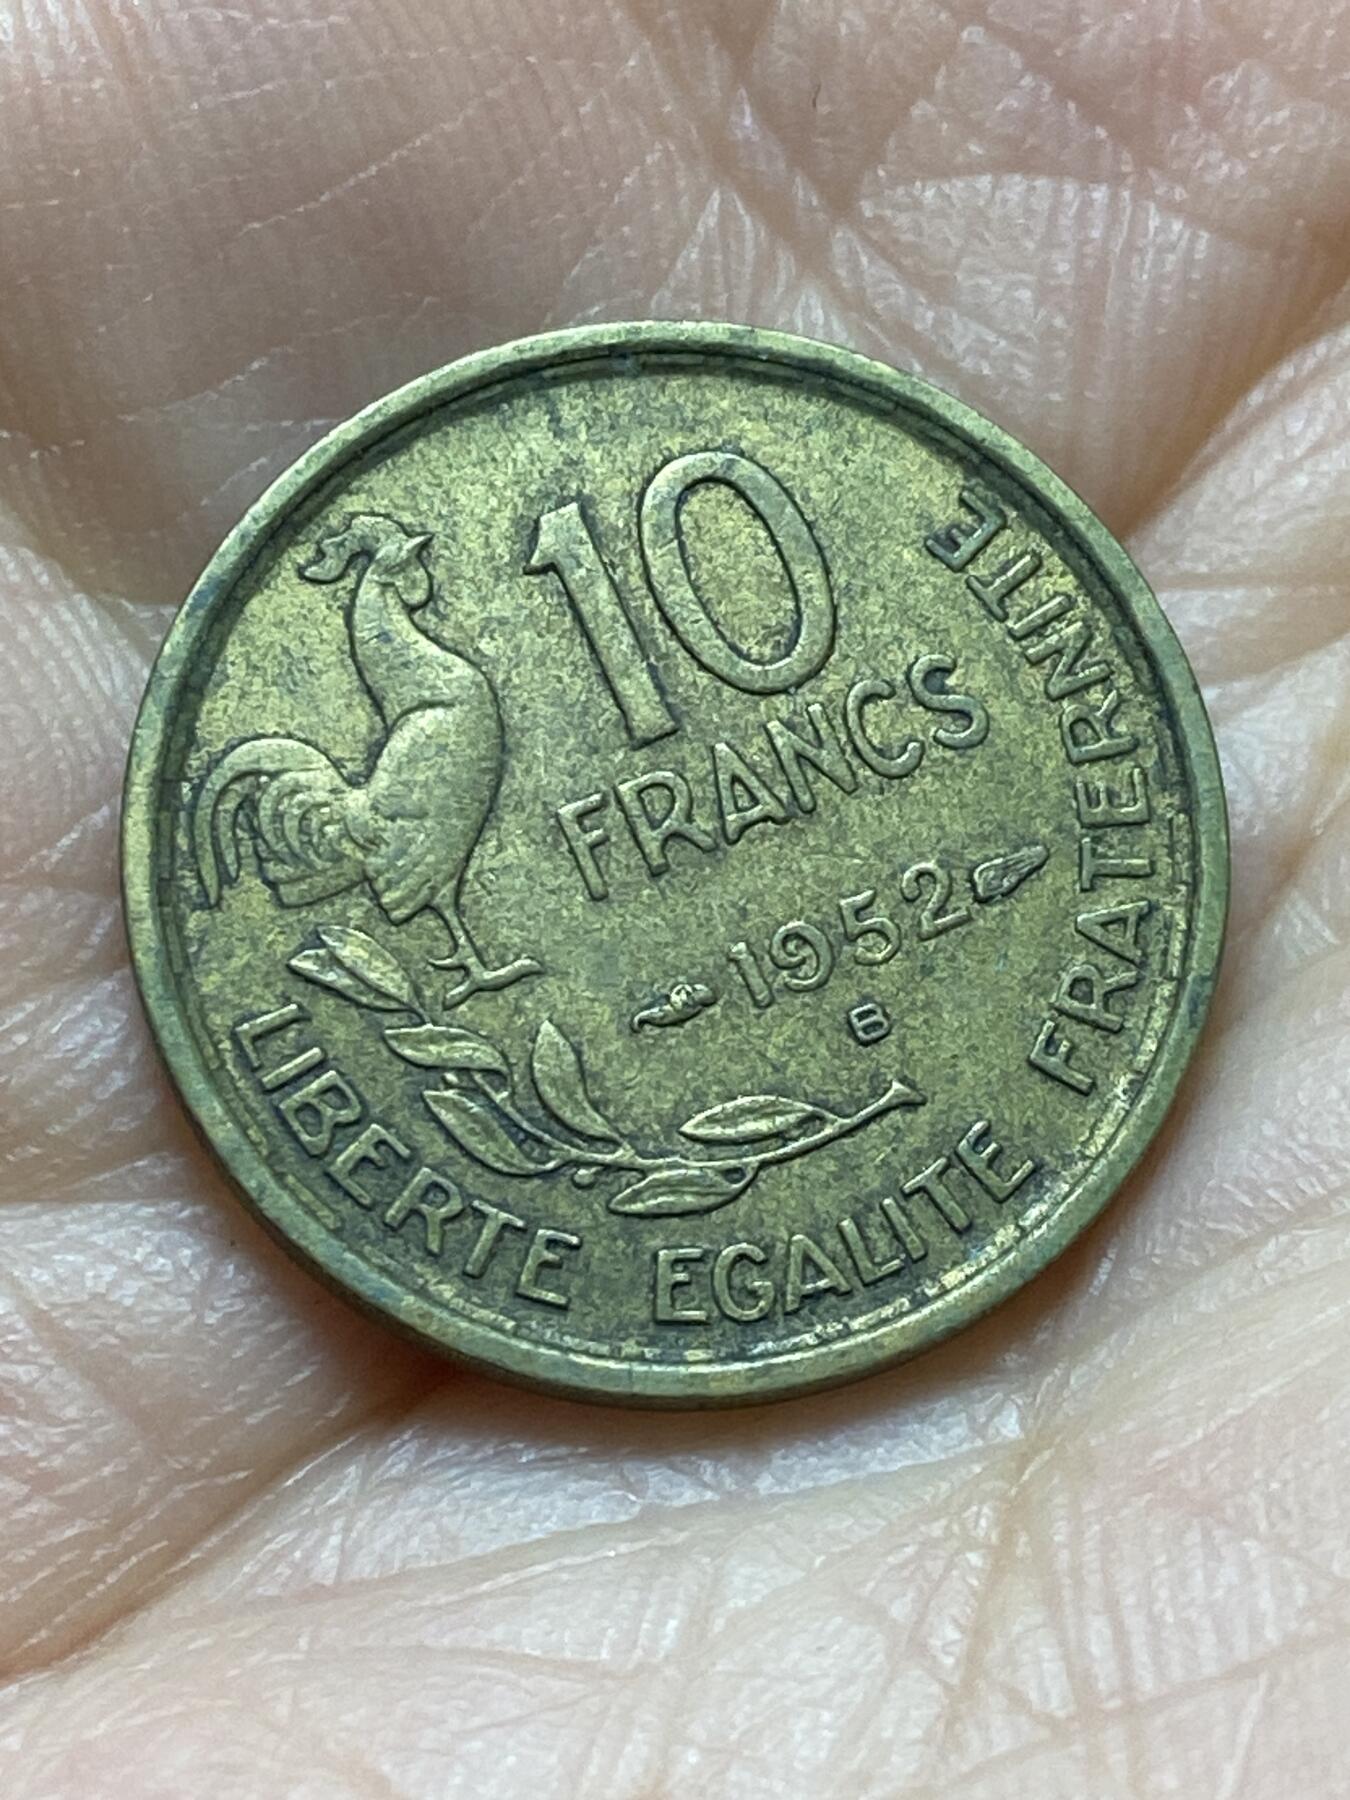 10
FRANCS
1952
B
LIBERTE EGALITE FRATERNITE